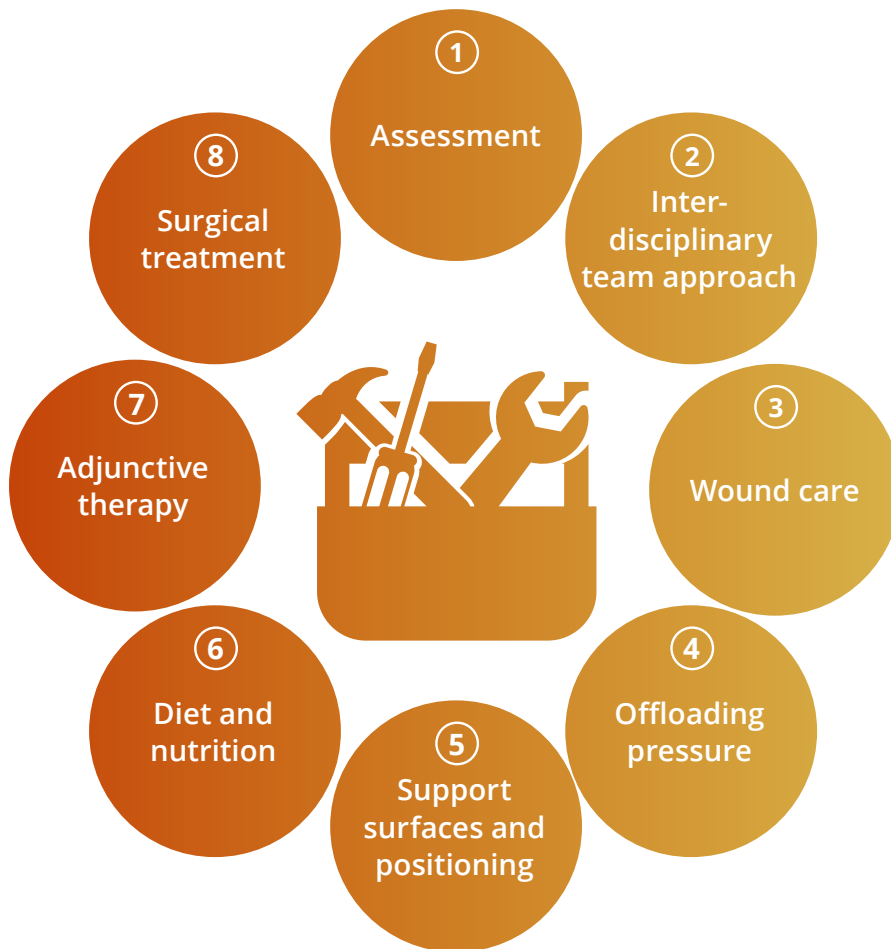 1
Assessment
2
Inter-
disciplinary
team approach
3
Wound care
4
Offloading
pressure
5
Support
surfaces and
positioning
6
Diet and
nutrition
7
Adjunctive
therapy
8
Surgical
treatment